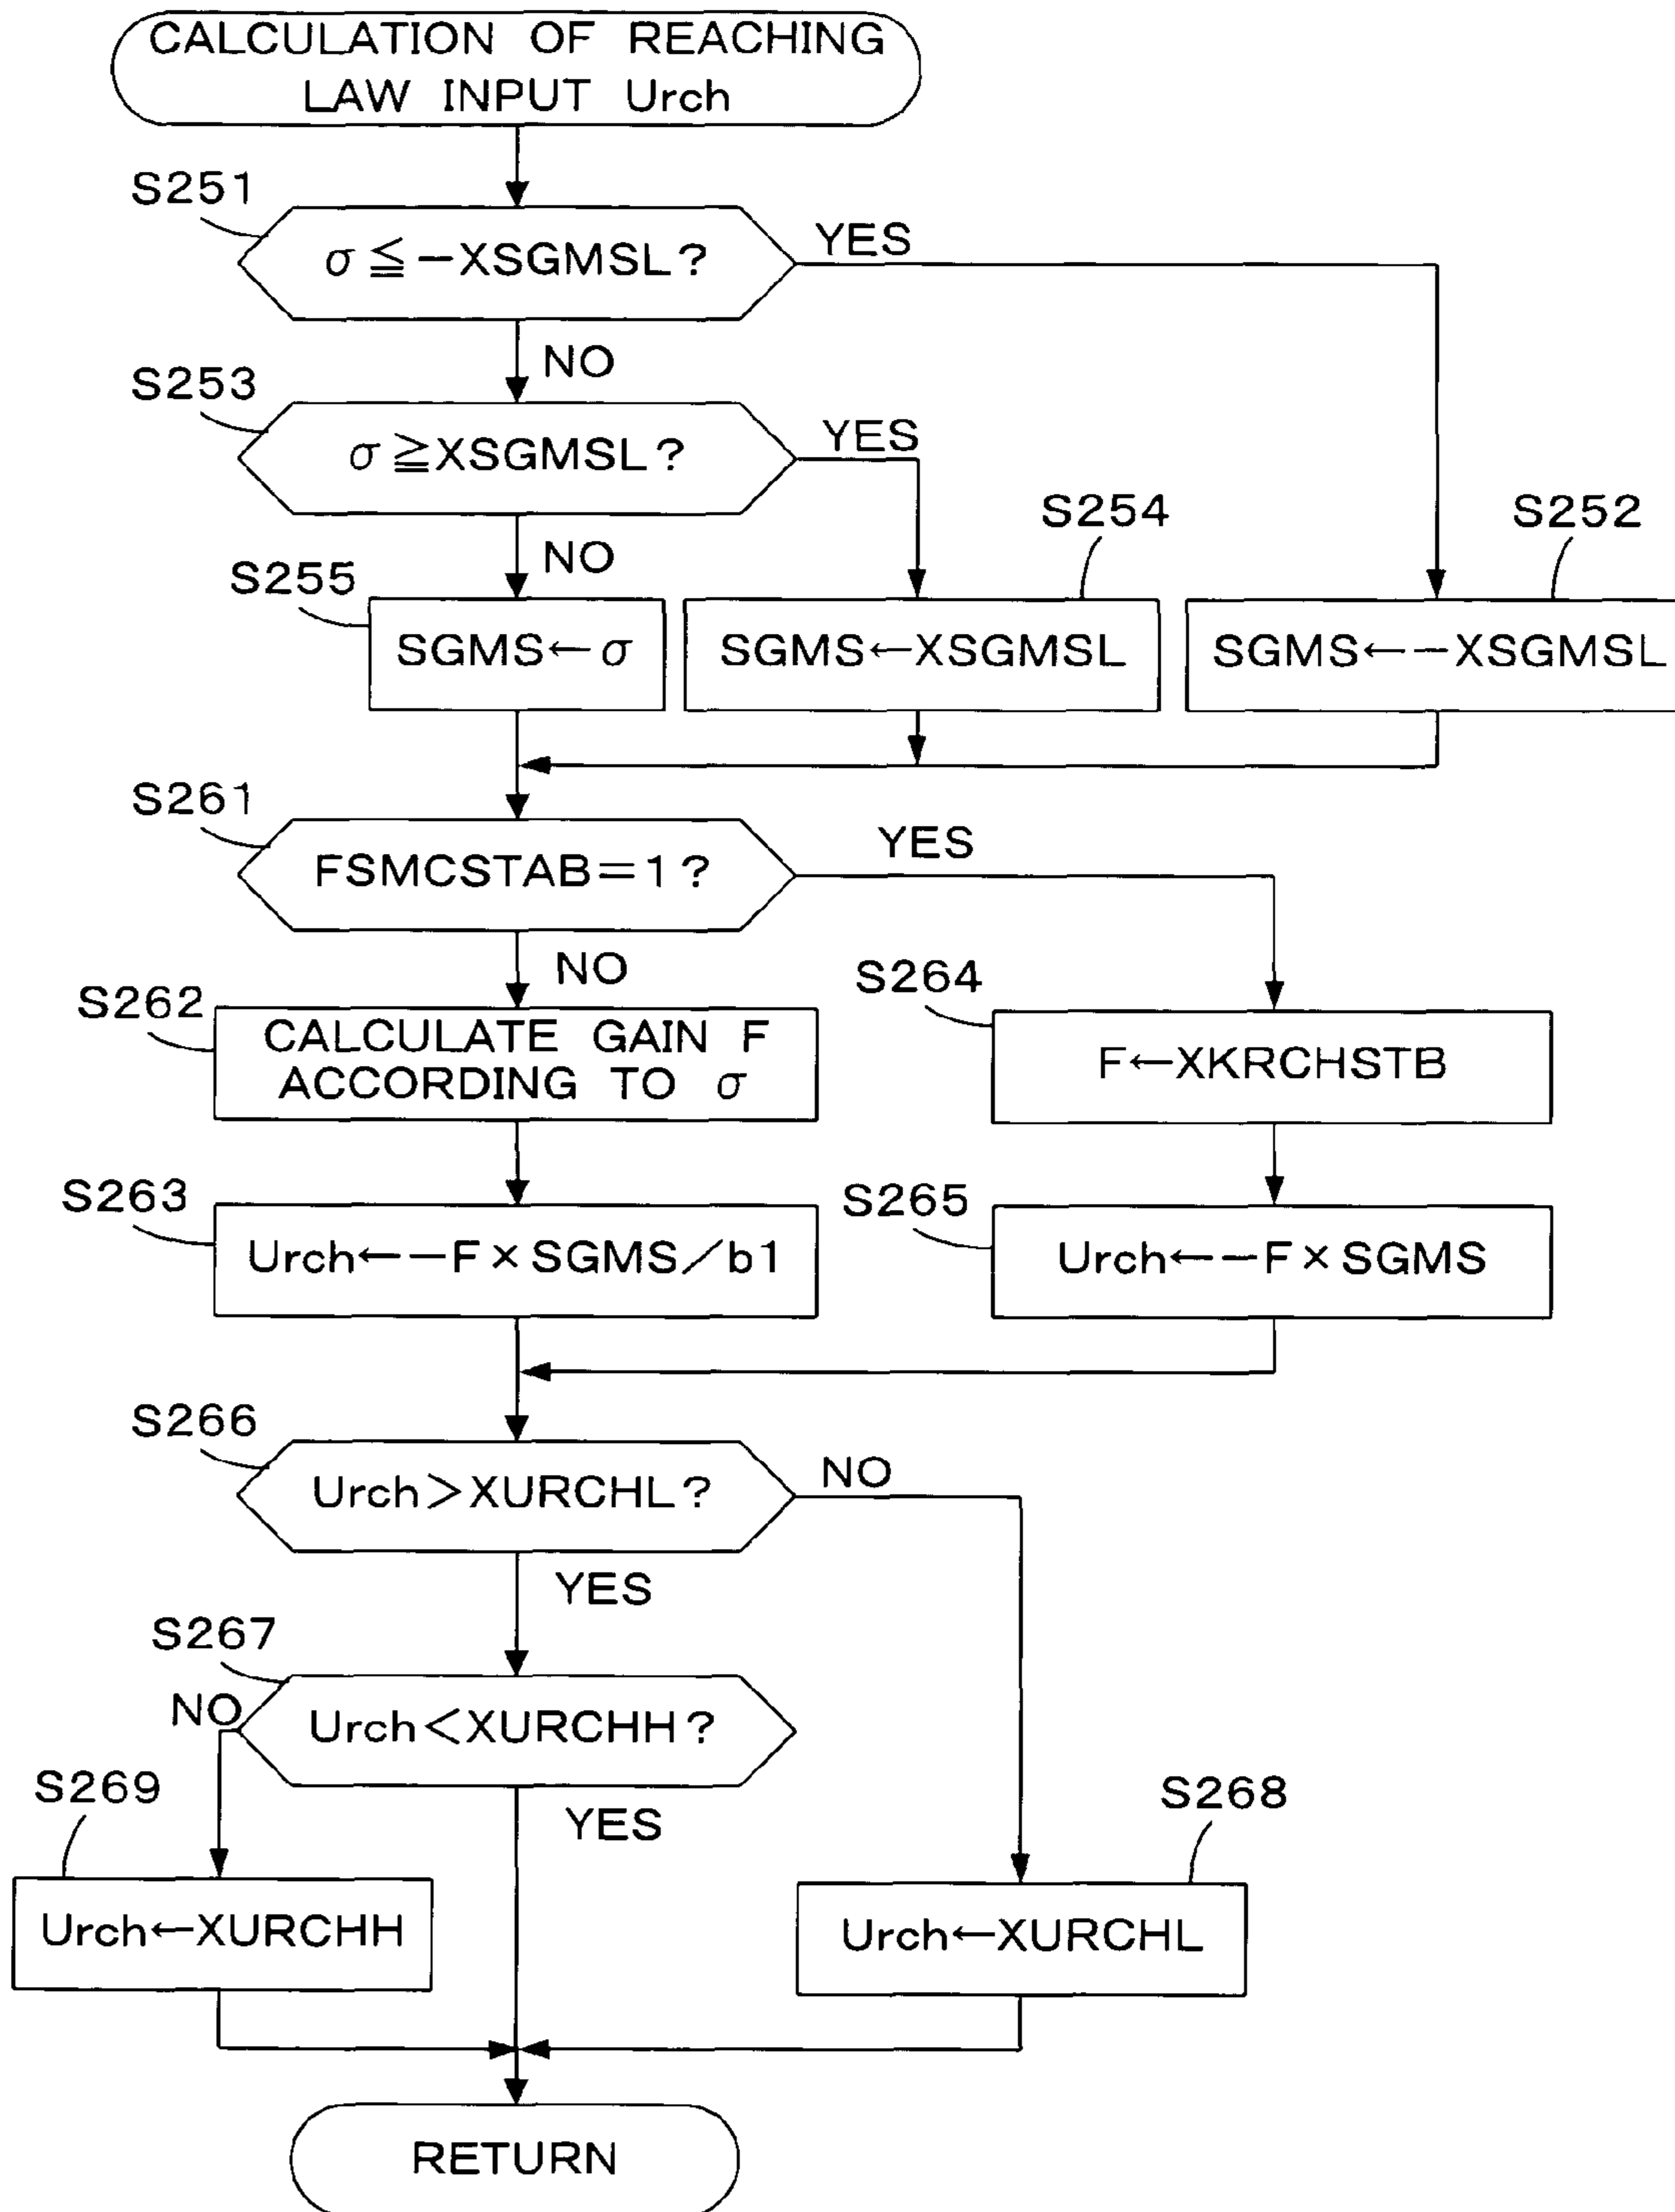 CALCULATION OF REACHING
LAW INPUT Urch
S251
σ≦-XSGMSL?
YES
NO
S253
σ≧XSGMSL?
YES
NO
S254
S252
S255
SGMS←σ
SGMS←XSGMSL
SGMS←-XSGMSL
S261
FSMCSTAB=1?
YES
NO
S262
CALCULATE GAIN F
ACCORDING TO σ
S264
F←XKRCHSTB
S263
Urch←-F×SGMS/b1
S265
Urch←-F×SGMS
S266
Urch>XURCHL?
NO
YES
S267
NO
Urch<XURCHH?
YES
S269
Urch←XURCHH
S268
Urch←XURCHL
RETURN